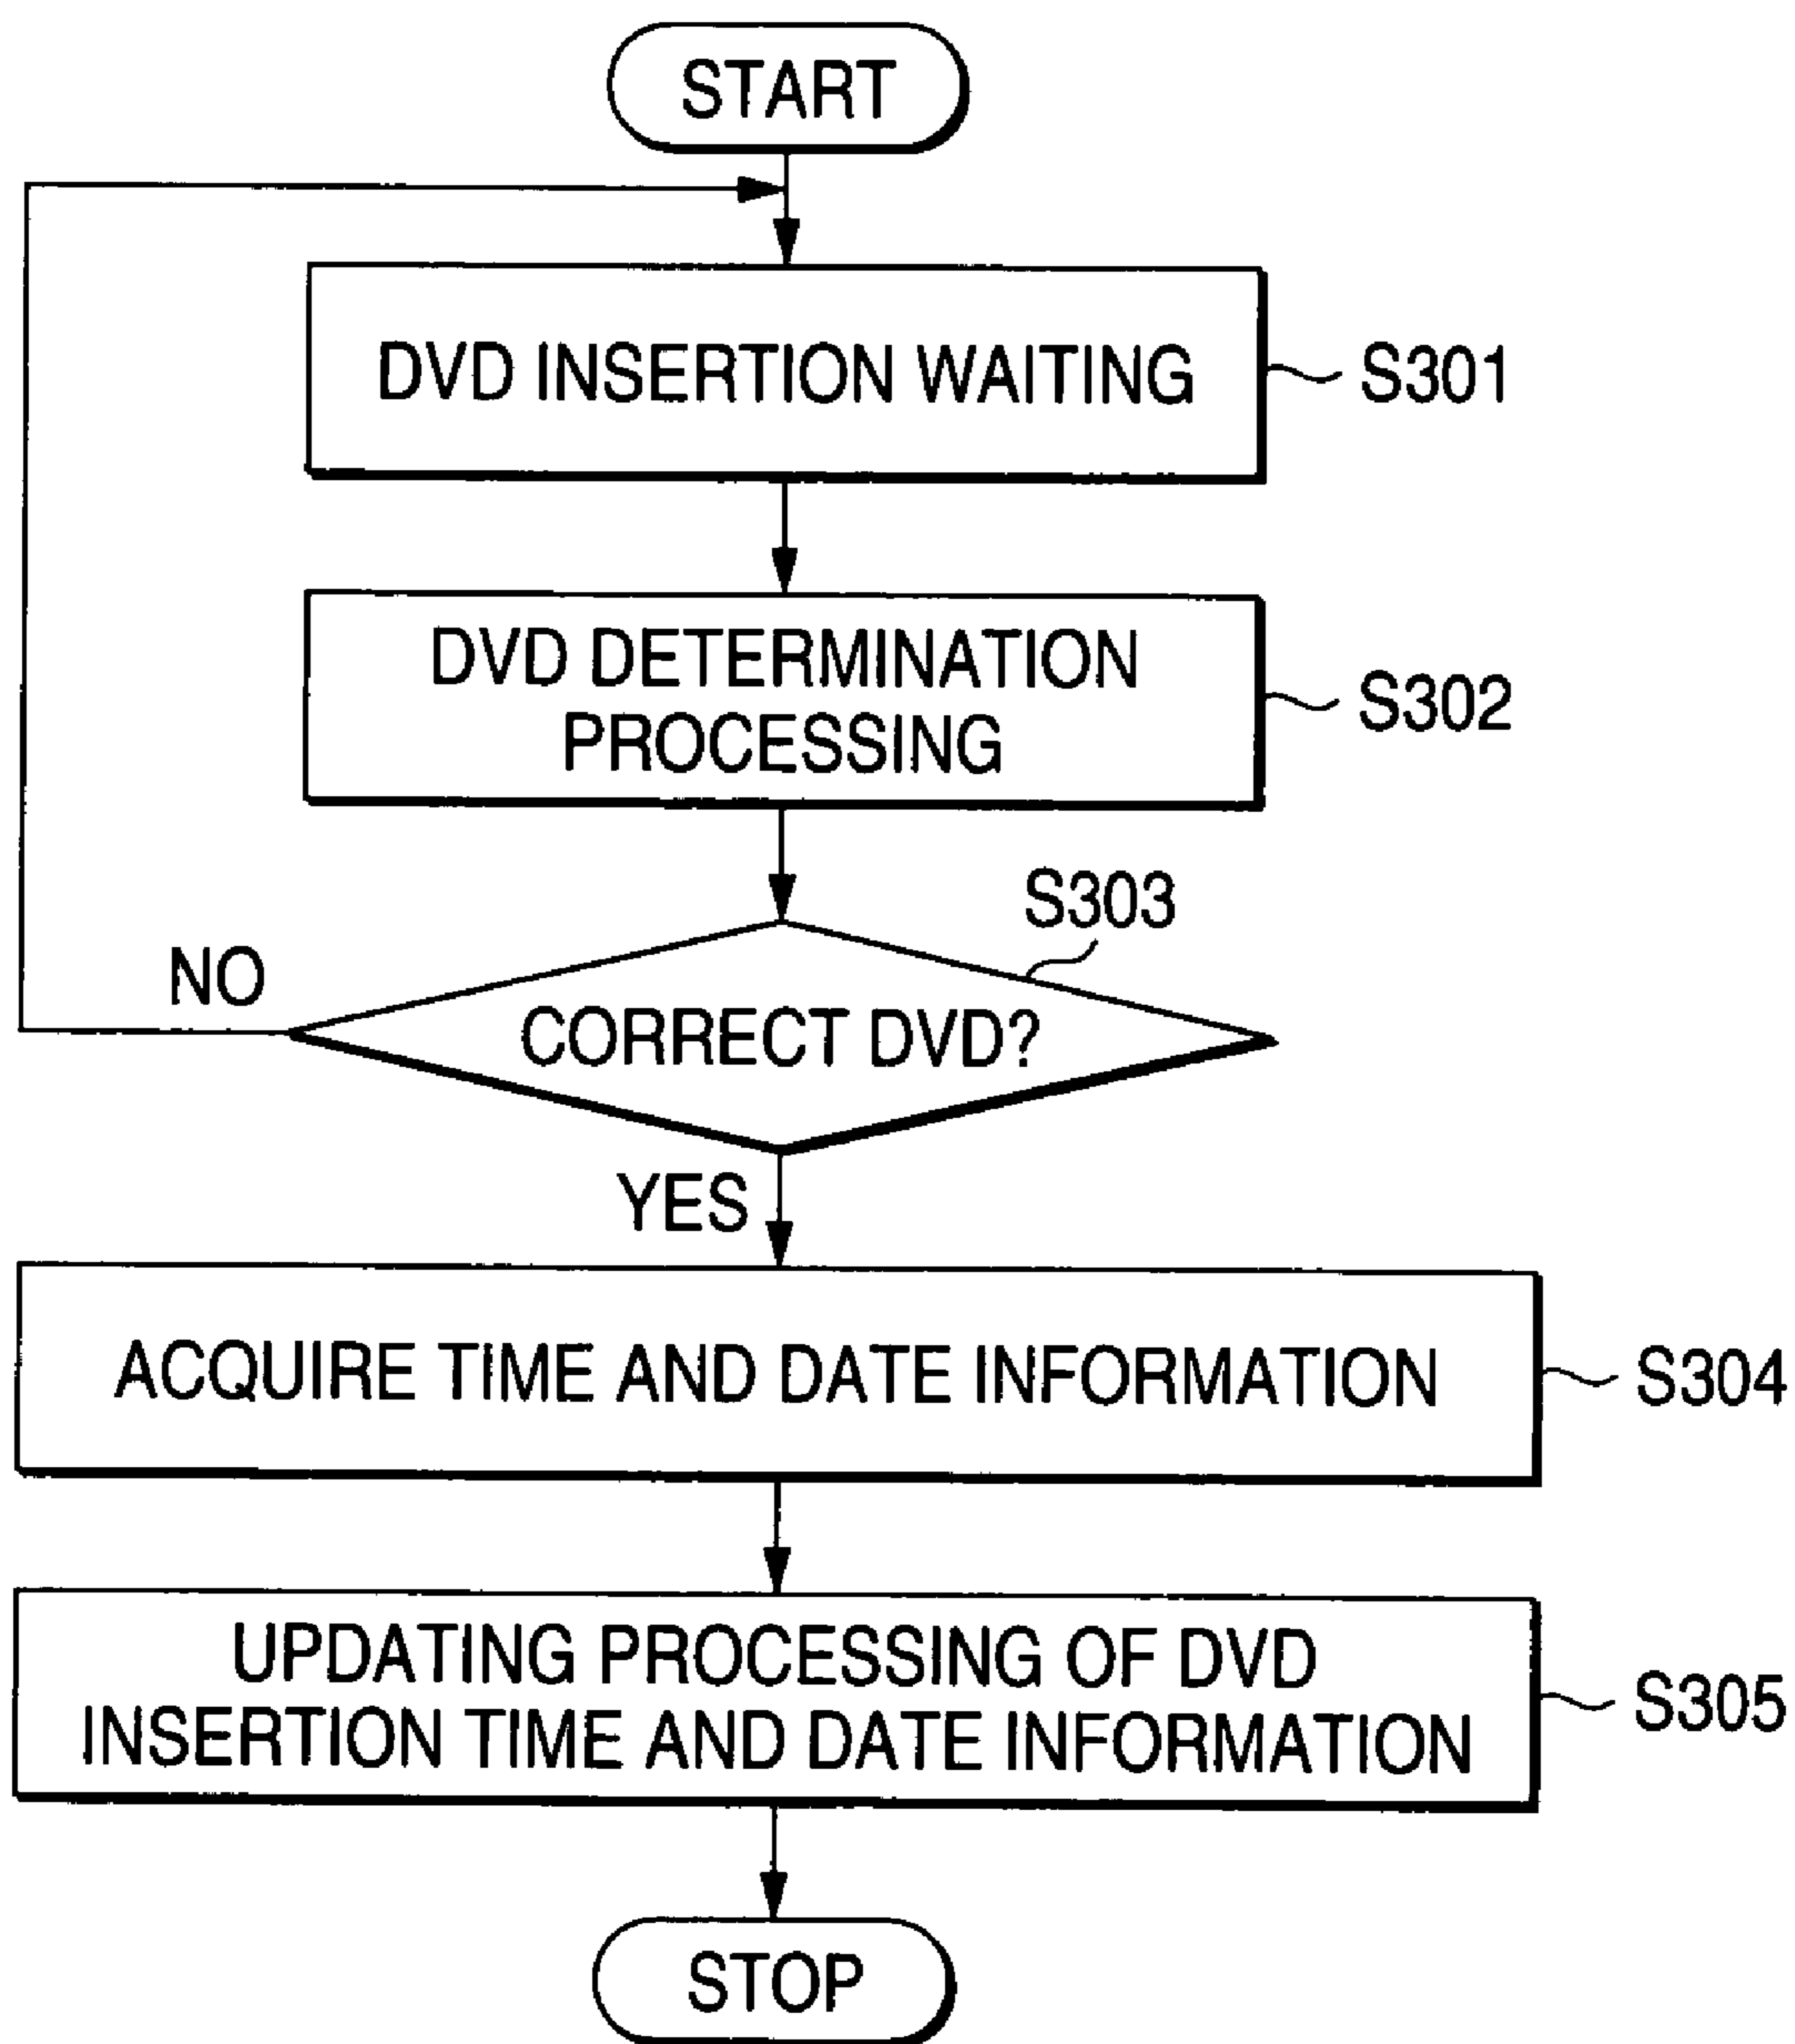 START
DVD INSERTION WAITING
S301
DVD DETERMINATION
PROCESSING
S302
S303
NO
CORRECT DVD?
YES
ACQUIRE TIME AND DATE INFORMATION
S304
UPDATING PROCESSING OF DVD
INSERTION TIME AND DATE INFORMATION
S305
STOP